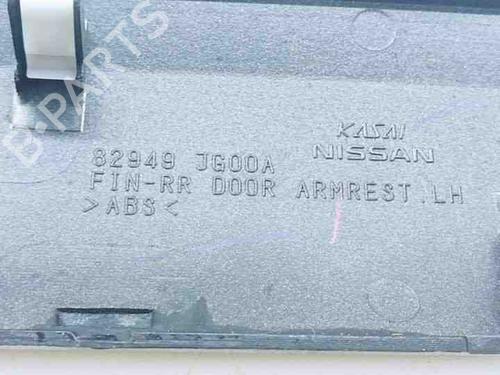 B-PARTS
KASAI
82949 JG00A NISSAN
FIN-RR DOOR ARMREST.LH
>ABS<